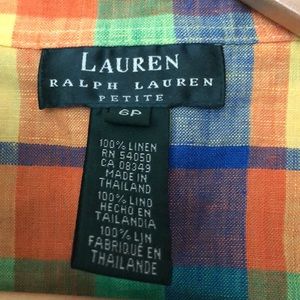 LAUREN
RALPH LAUREN
PETITE
6P
100% LINEN
RN 54050
CA 08349
MADE IN
THAILAND
100% LINO
HECHO EN
TAILANDIA
100% LIN
FABRIQUÉ EN
THAILANDE